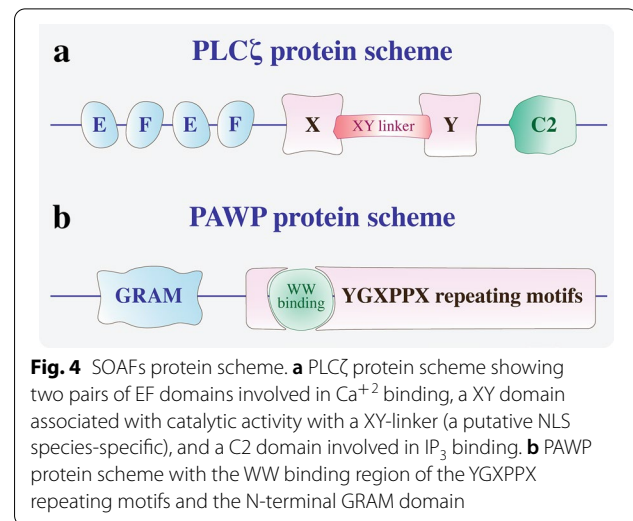 a PLCζ protein scheme
E F E F X XY linker Y C2
b PAWP protein scheme
GRAM WW binding YGXPPX repeating motifs
Fig. 4 SOAFs protein scheme. a PLCζ protein scheme showing
two pairs of EF domains involved in Ca+2 binding, a XY domain
associated with catalytic activity with a XY-linker (a putative NLS
species-specific), and a C2 domain involved in IP3 binding. b PAWP
protein scheme with the WW binding region of the YGXPPX
repeating motifs and the N-terminal GRAM domain